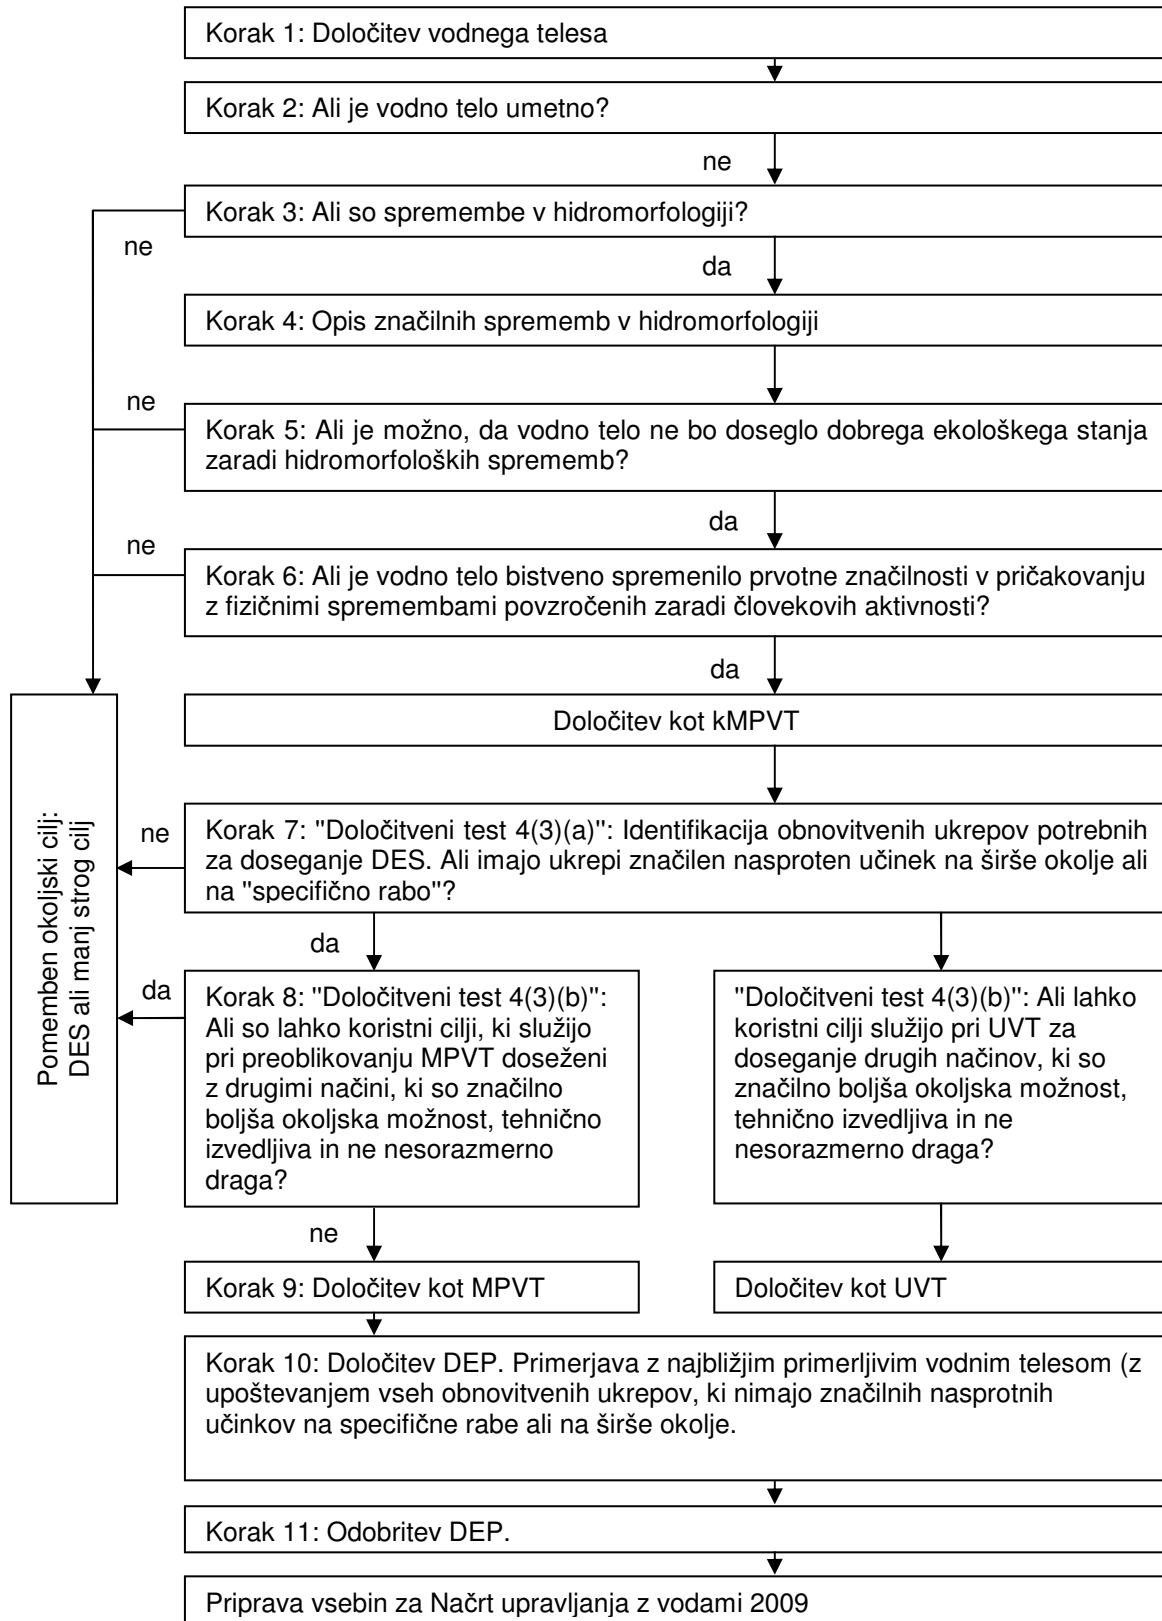 Korak 1: Določitev vodnega telesa
Korak 2: Ali je vodno telo umetno?
ne
Korak 3: Ali so spremembe v hidromorfologiji?
ne
da
Korak 4: Opis značilnih sprememb v hidromorfologiji
ne
Korak 5: Ali je možno, da vodno telo ne bo doseglo dobrega ekološkega stanja
zaradi hidromorfoloških sprememb?
da
ne
Korak 6: Ali je vodno telo bistveno spremenilo prvotne značilnosti v pričakovanju
z fizičnimi spremembami povzročenih zaradi človekovih aktivnosti?
da
Določitev kot kMPVT
Pomemben okoljski cilj:
DES ali manj strog cilj
ne
Korak 7: "Določitveni test 4(3)(a)": Identifikacija obnovitvenih ukrepov potrebnih
za doseganje DES. Ali imajo ukrepi značilen nasproten učinek na širše okolje ali
na "specifično rabo"?
da
da
Korak 8: "Določitveni test 4(3)(b)":
Ali so lahko koristni cilji, ki služijo
pri preoblikovanju MPVT doseženi
z drugimi načini, ki so značilno
boljša okoljska možnost, tehnično
izvedljiva in ne nesorazmerno
draga?
"Določitveni test 4(3)(b)": Ali lahko
koristni cilji služijo pri UVT za
doseganje drugih načinov, ki so
značilno boljša okoljska možnost,
tehnično izvedljiva in ne
nesorazmerno draga?
ne
Korak 9: Določitev kot MPVT
Določitev kot UVT
Korak 10: Določitev DEP. Primerjava z najbližjim primerljivim vodnim telesom (z
upoštevanjem vseh obnovitvenih ukrepov, ki nimajo značilnih nasprotnih
učinkov na specifične rabe ali na širše okolje.
Korak 11: Odobritev DEP.
Priprava vsebin za Načrt upravljanja z vodami 2009